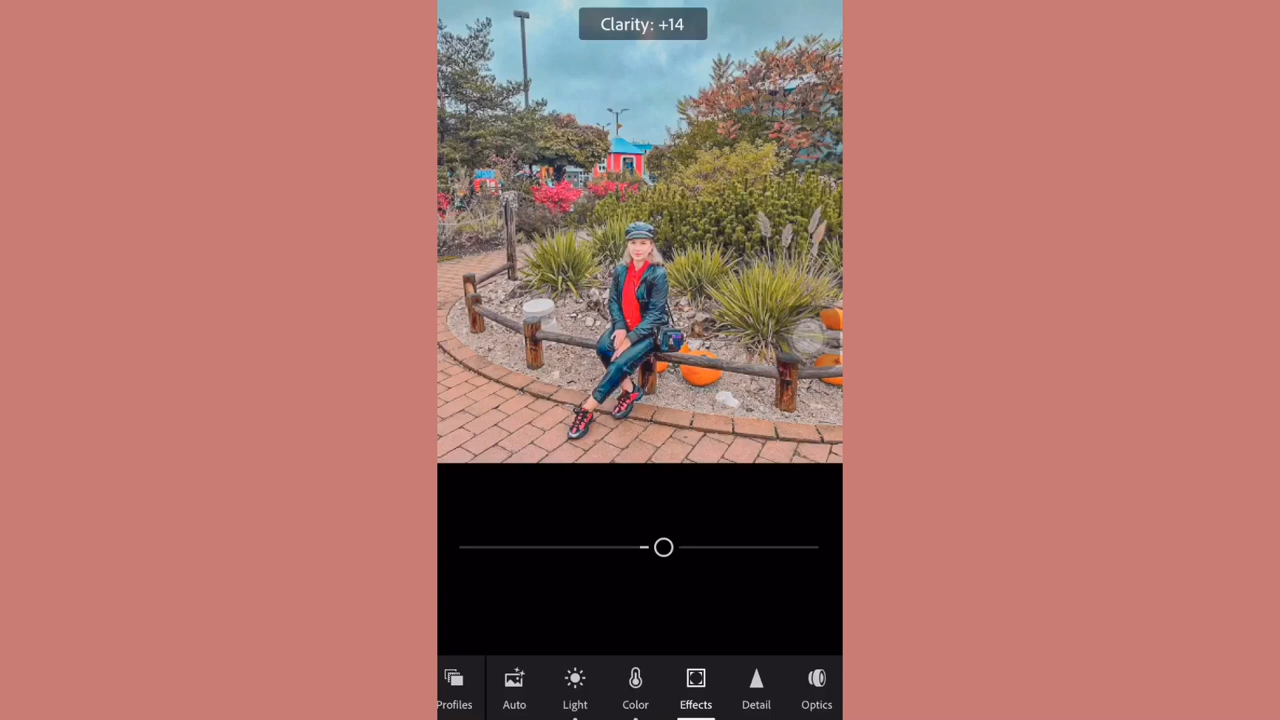 Clarity: +14
Profiles
Auto
Light
Color
Effects
Detail
Optics